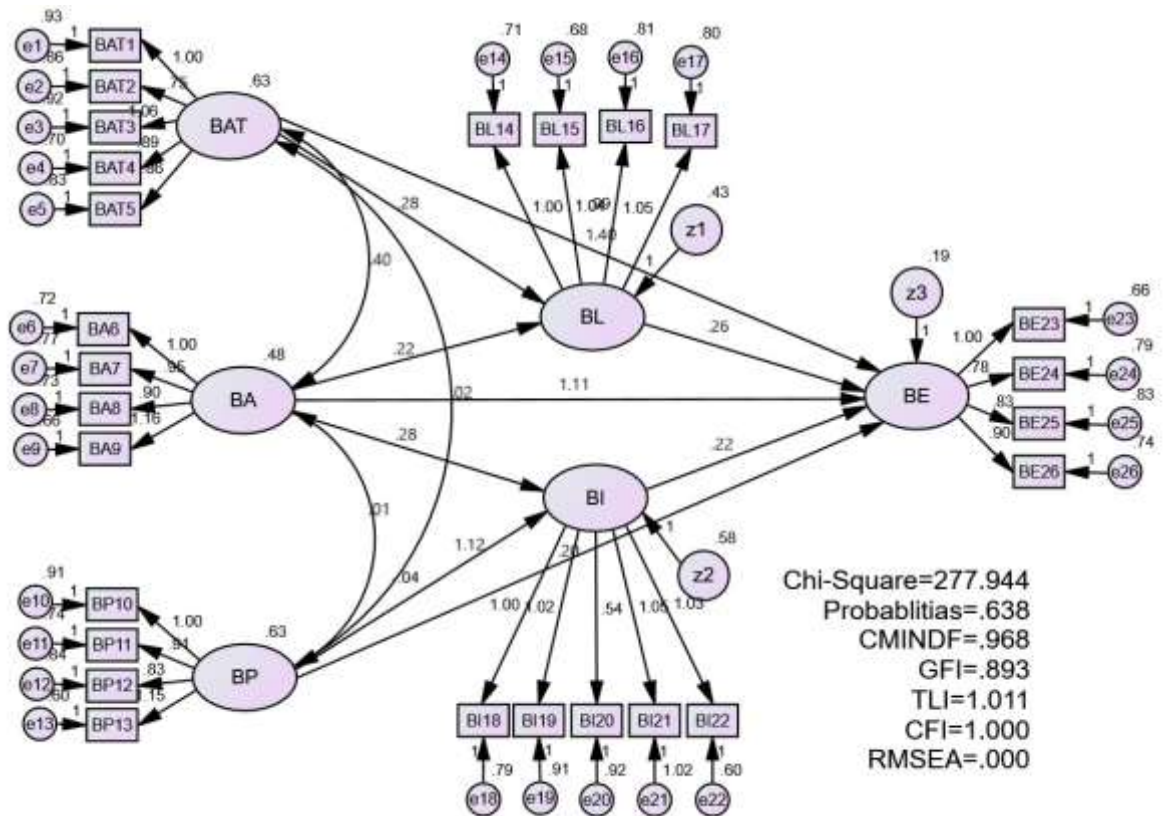 .93
e1 1 BAT1
.66
e2 1 BAT2
.92
e3 1 BAT3
.70
e4 1 BAT4
.83
e5 1 BAT5
1.00
.75
1.06
.89
.63
BAT
.72
e6 1 BA6
.77
e7 1 BA7
.73
e8 1 BA8
e9 1 BA9
1.00
.95
.90
1.16
.48
BA
.91
e10 1 BP10
.74
e11 1 BP11
.84
e12 1 BP12
.60
e13 1 BP13
1.00
.91
.83
1.15
.63
BP
.40
.02
.01
.04
.28
.22
.28
1.12
1.40
1.11
.26
.22
.20
.71 .68 .81 .80
e14 e15 e16 e17
1 1 1 1
BL14 BL15 BL16 BL17
1.00 1.04 .99 1.05
.43
z1
1
BL
BI
1
z2
.58
1.00 1.02 .54 1.05 1.03
BI18 BI19 BI20 BI21 BI22
1 1 1 1 1
.79 .91 .92 1.02 .60
e18 e19 e20 e21 e22
.19
z3
1
BE
1.00
.78
.83
.90
.66
BE23 1 e23
.79
BE24 1 e24
.83
BE25 1 e25
.74
BE26 1 e26
Chi-Square=277.944
Probablitias=.638
CMINDF=.968
GFI=.893
TLI=1.011
CFI=1.000
RMSEA=.000